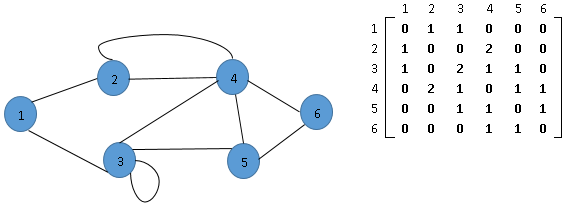 1
2
3
4
5
6
1 2 3 4 5 6
1 0 1 1 0 0 0
2 1 0 0 2 0 0
3 1 0 2 1 1 0
4 0 2 1 0 1 1
5 0 0 1 1 0 1
6 0 0 0 1 1 0